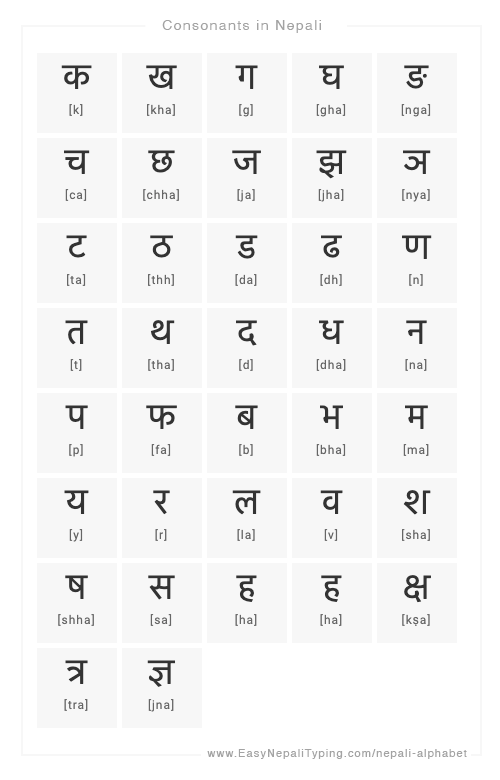 Consonants in Nepali
क ख ग घ ङ
[k] [kha] [g] [gha] [nga]
च छ ज झ ञ
[ca] [chha] [ja] [jha] [nya]
ट ठ ड ढ ण
[ta] [thh] [da] [dh] [n]
त थ द ध न
[t] [tha] [d] [dha] [na]
प फ ब भ म
[p] [fa] [b] [bha] [ma]
य र ल व श
[y] [r] [la] [v] [sha]
ष स ह ह क्ष
[shha] [sa] [ha] [ha] [kṣa]
त्र ज्ञ
[tra] [jna]
www.EasyNepaliTyping.com/nepali-alphabet